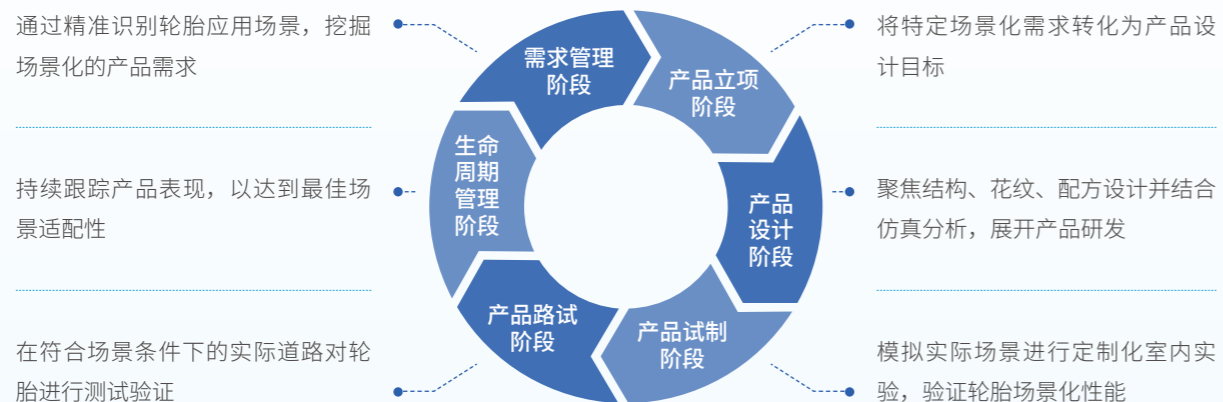 通过精准识别轮胎应用场景，挖掘
场景化的产品需求
持续跟踪产品表现，以达到最佳场
景适配性
在符合场景条件下的实际道路对轮
胎进行测试验证
需求管理
阶段
产品立项
阶段
生命
周期
管理
阶段
产品
设计
阶段
产品路试
阶段
产品试制
阶段
将特定场景化需求转化为产品设
计目标
聚焦结构、花纹、配方设计并结合
仿真分析，展开产品研发
模拟实际场景进行定制化室内实
验，验证轮胎场景化性能